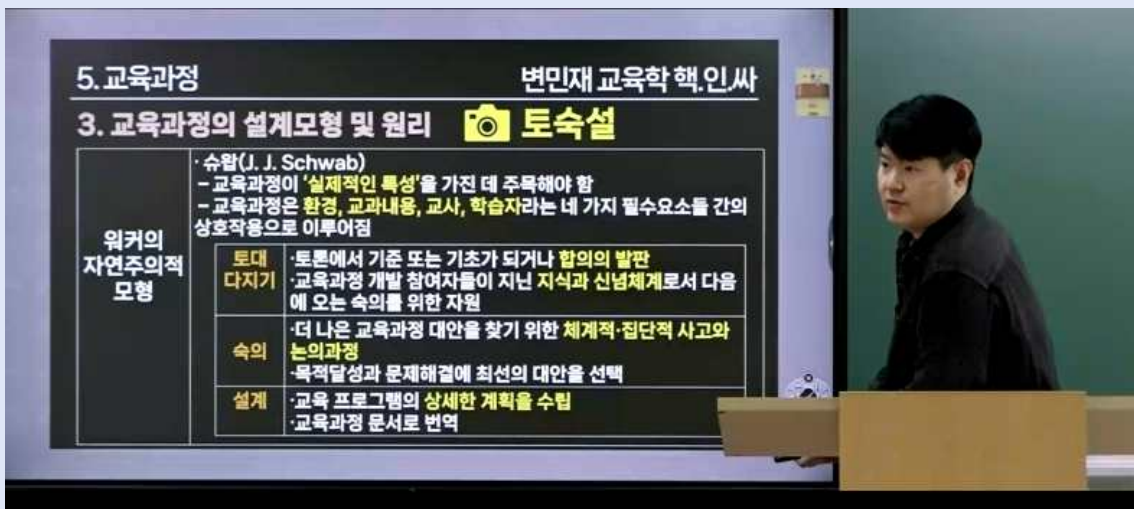 5. 교육과정
변민재 교육학 핵.인.싸
3. 교육과정의 설계모형 및 원리
토숙설
워커의
자연주의적
모형
· 슈왑(J. J. Schwab)
– 교육과정이 '실제적인 특성'을 가진 데 주목해야 함
– 교육과정은 환경, 교과내용, 교사, 학습자라는 네 가지 필수요소들 간의
상호작용으로 이루어짐
토대
다지기
·토론에서 기준 또는 기초가 되거나 합의의 발판
·교육과정 개발 참여자들이 지닌 지식과 신념체계로서 다음
에 오는 숙의를 위한 자원
숙의
·더 나은 교육과정 대안을 찾기 위한 체계적·집단적 사고와
논의과정
·목적달성과 문제해결에 최선의 대안을 선택
설계
·교육 프로그램의 상세한 계획을 수립
·교육과정 문서로 번역